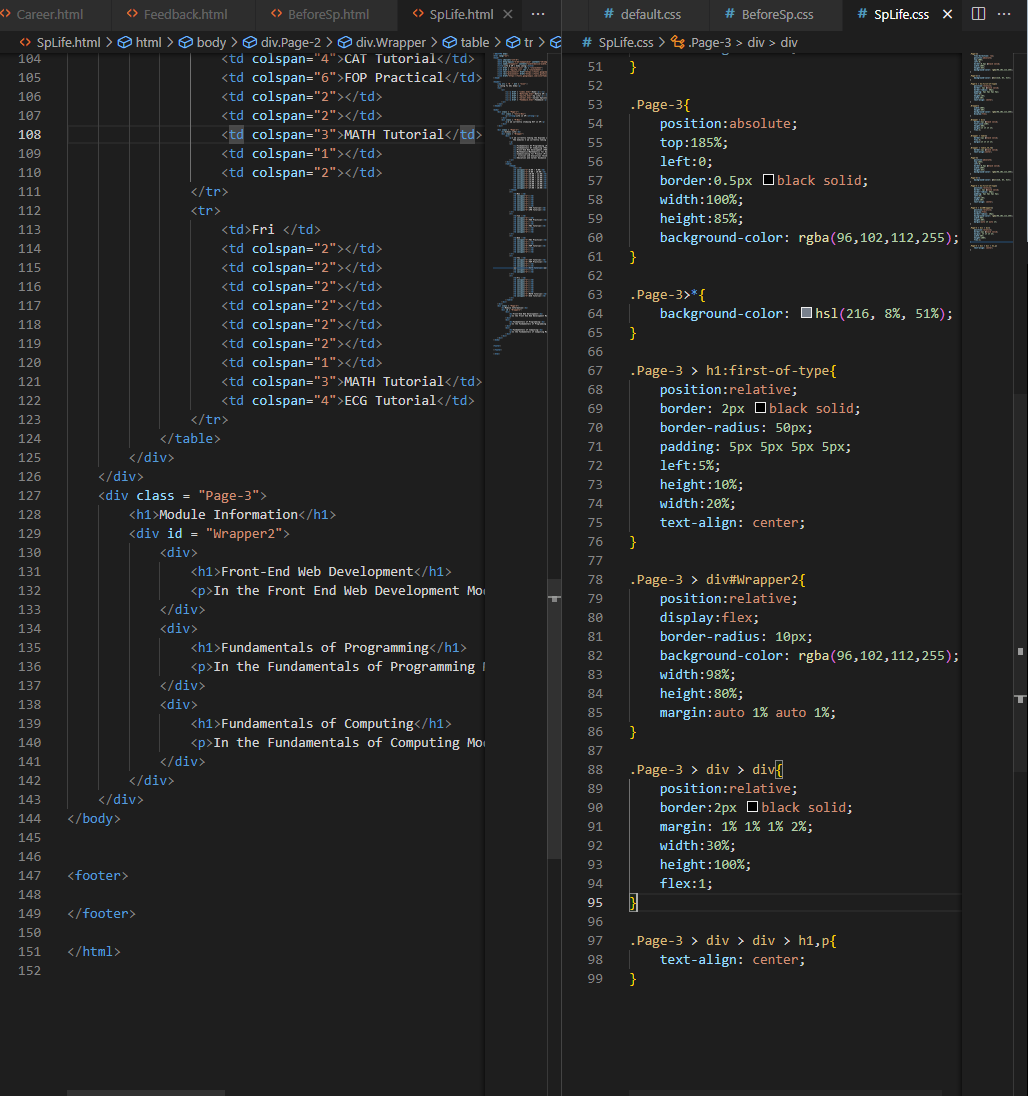 Career.html Feedback.html BeforeSp.html SpLife.html
SpLife.html > html > body > div.Page-2 > div.Wrapper > table > tr >
104 <td colspan="4">CAT Tutorial</td>
105 <td colspan="6">FOP Practical</td>
106 <td colspan="2"></td>
107 <td colspan="2"></td>
108 <td colspan="3">MATH Tutorial</td>
109 <td colspan="1"></td>
110 <td colspan="2"></td>
111 </tr>
112 <tr>
113 <td>Fri </td>
114 <td colspan="2"></td>
115 <td colspan="2"></td>
116 <td colspan="2"></td>
117 <td colspan="2"></td>
118 <td colspan="2"></td>
119 <td colspan="2"></td>
120 <td colspan="1"></td>
121 <td colspan="3">MATH Tutorial</td>
122 <td colspan="4">ECG Tutorial</td>
123 </tr>
124 </table>
125 </div>
126 </div>
127 <div class = "Page-3">
128 <h1>Module Information</h1>
129 <div id = "Wrapper2">
130 <div>
131 <h1>Front-End Web Development</h1>
132 <p>In the Front End Web Development Mo
133 </div>
134 <div>
135 <h1>Fundamentals of Programming</h1>
136 <p>In the Fundamentals of Programming
137 </div>
138 <div>
139 <h1>Fundamentals of Computing</h1>
140 <p>In the Fundamentals of Computing Mo
141 </div>
142 </div>
143 </div>
144 </body>
145
146
147 <footer>
148
149 </footer>
150
151 </html>
152
# default.css # BeforeSp.css # SpLife.css
# SpLife.css > .Page-3 > div > div
51 }
52
53 .Page-3{
54 position:absolute;
55 top:185%;
56 left:0;
57 border:0.5px black solid;
58 width:100%;
59 height:85%;
60 background-color: rgba(96,102,112,255);
61 }
62
63 .Page-3>*{
64 background-color: hsl(216, 8%, 51%);
65 }
66
67 .Page-3 > h1:first-of-type{
68 position:relative;
69 border: 2px black solid;
70 border-radius: 50px;
71 padding: 5px 5px 5px 5px;
72 left:5%;
73 height:10%;
74 width:20%;
75 text-align: center;
76 }
77
78 .Page-3 > div#Wrapper2{
79 position:relative;
80 display:flex;
81 border-radius: 10px;
82 background-color: rgba(96,102,112,255);
83 width:98%;
84 height:80%;
85 margin:auto 1% auto 1%;
86 }
87
88 .Page-3 > div > div{
89 position:relative;
90 border:2px black solid;
91 margin: 1% 1% 1% 2%;
92 width:30%;
93 height:100%;
94 flex:1;
95 }
96
97 .Page-3 > div > div > h1,p{
98 text-align: center;
99 }